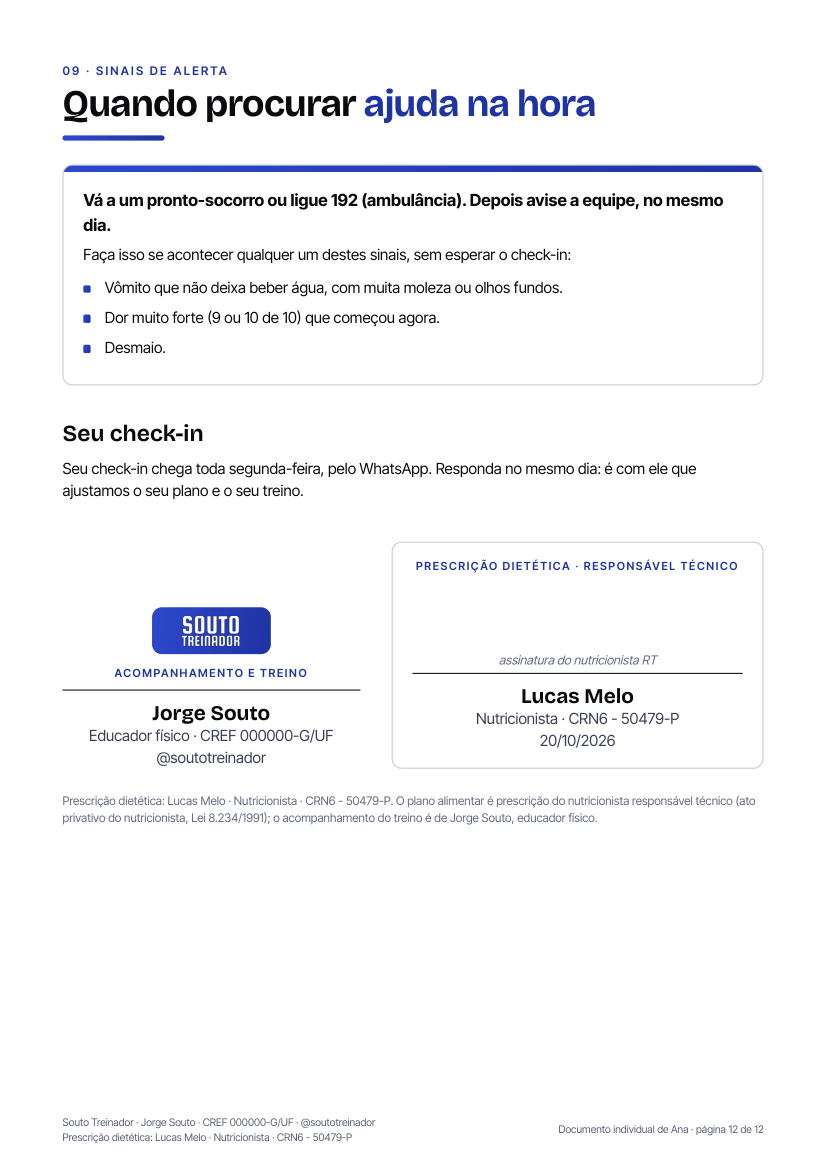 09 · SINAIS DE ALERTA
Quando procurar ajuda na hora
Vá a um pronto-socorro ou ligue 192 (ambulância). Depois avise a equipe, no mesmo
dia.
Faça isso se acontecer qualquer um destes sinais, sem esperar o check-in:
Vômito que não deixa beber água, com muita moleza ou olhos fundos.
Dor muito forte (9 ou 10 de 10) que começou agora.
Desmaio.
Seu check-in
Seu check-in chega toda segunda-feira, pelo WhatsApp. Responda no mesmo dia: é com ele que
ajustamos o seu plano e o seu treino.
SOUTO
TREINADOR
ACOMPANHAMENTO E TREINO
Jorge Souto
Educador físico · CREF 000000-G/UF
@soutotreinador
PRESCRIÇÃO DIETÉTICA · RESPONSÁVEL TÉCNICO
assinatura do nutricionista RT
Lucas Melo
Nutricionista · CRN6 - 50479-P
20/10/2026
Prescrição dietética: Lucas Melo · Nutricionista · CRN6 - 50479-P. O plano alimentar é prescrição do nutricionista responsável técnico (ato
privativo do nutricionista, Lei 8.234/1991); o acompanhamento do treino é de Jorge Souto, educador físico.
Souto Treinador · Jorge Souto · CREF 000000-G/UF · @soutotreinador
Prescrição dietética: Lucas Melo · Nutricionista · CRN6 - 50479-P
Documento individual de Ana · página 12 de 12